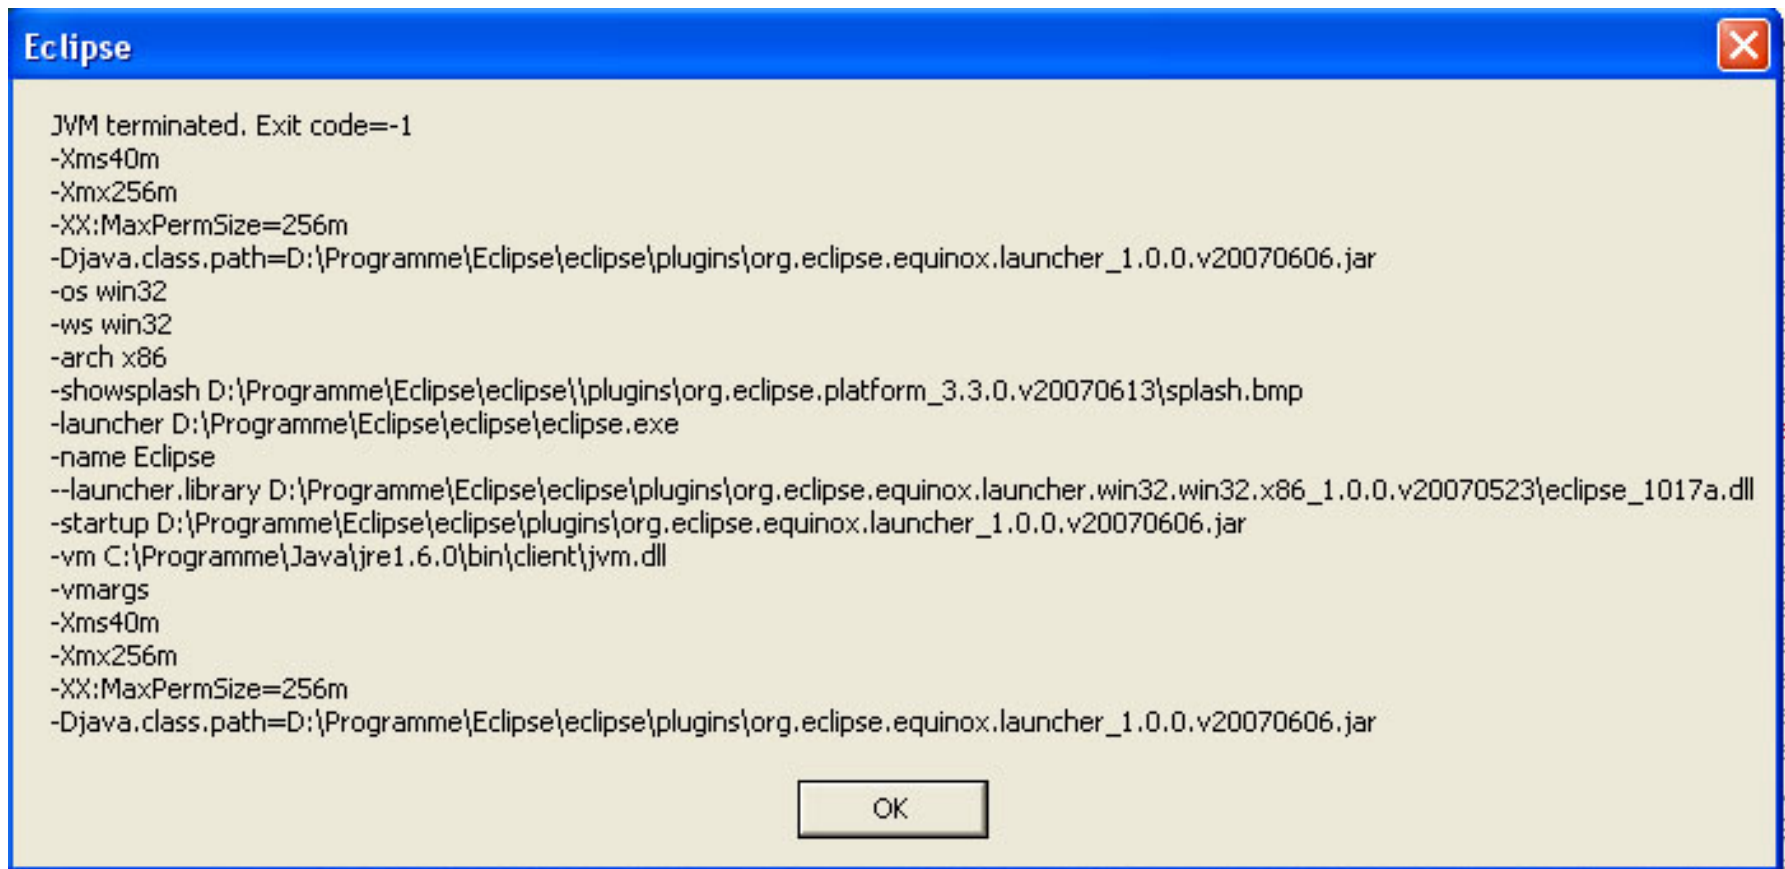 Eclipse
JVM terminated. Exit code=-1
-Xms40m
-Xmx256m
-XX:MaxPermSize=256m
-Djava.class.path=D:\Programme\Eclipse\eclipse\plugins\org.eclipse.equinox.launcher_1.0.0.v20070606.jar
-os win32
-ws win32
-arch x86
-showsplash D:\Programme\Eclipse\eclipse\\plugins\org.eclipse.platform_3.3.0.v20070613\splash.bmp
-launcher D:\Programme\Eclipse\eclipse\eclipse.exe
-name Eclipse
--launcher.library D:\Programme\Eclipse\eclipse\plugins\org.eclipse.equinox.launcher.win32.win32.x86_1.0.0.v20070523\eclipse_1017a.dll
-startup D:\Programme\Eclipse\eclipse\plugins\org.eclipse.equinox.launcher_1.0.0.v20070606.jar
-vm C:\Programme\Java\jre1.6.0\bin\client\jvm.dll
-vmargs
-Xms40m
-Xmx256m
-XX:MaxPermSize=256m
-Djava.class.path=D:\Programme\Eclipse\eclipse\plugins\org.eclipse.equinox.launcher_1.0.0.v20070606.jar
OK